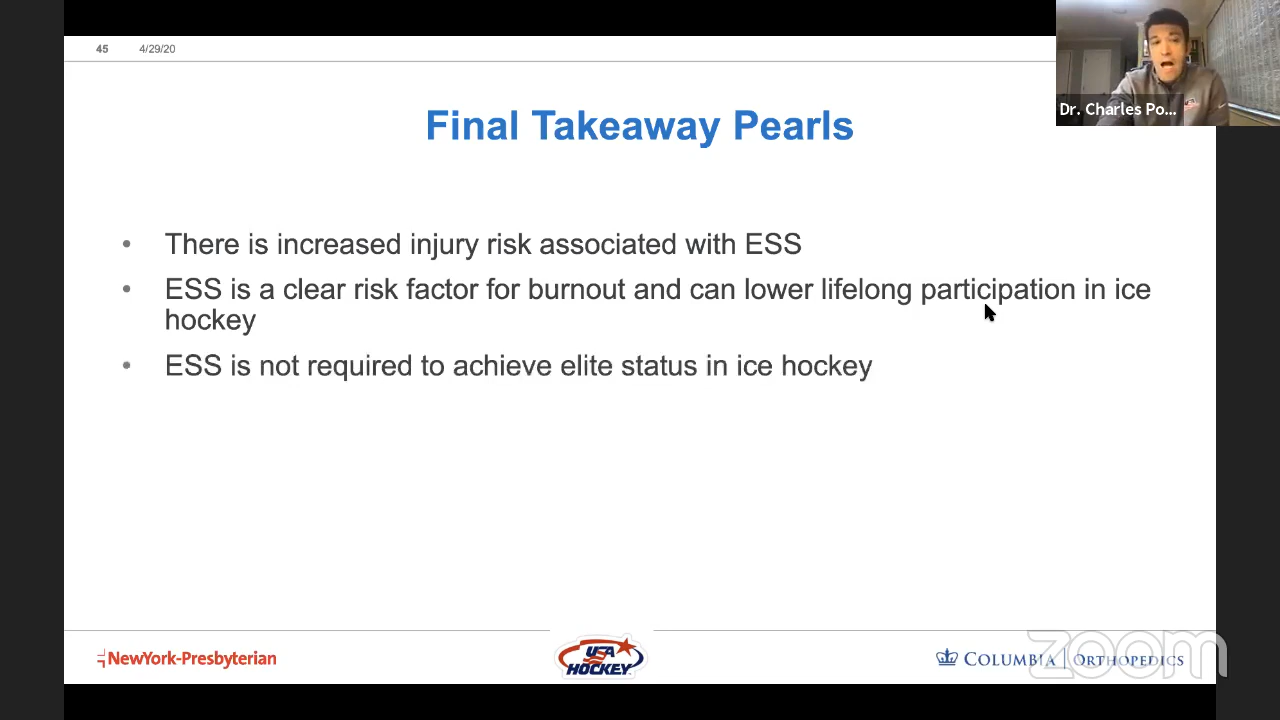 45 4/29/20
Dr. Charles Po...
Final Takeaway Pearls
• There is increased injury risk associated with ESS
• ESS is a clear risk factor for burnout and can lower lifelong participation in ice
hockey
• ESS is not required to achieve elite status in ice hockey
NewYork-Presbyterian
USA
HOCKEY
COLUMBIA | ORTHOPEDICS
zoom